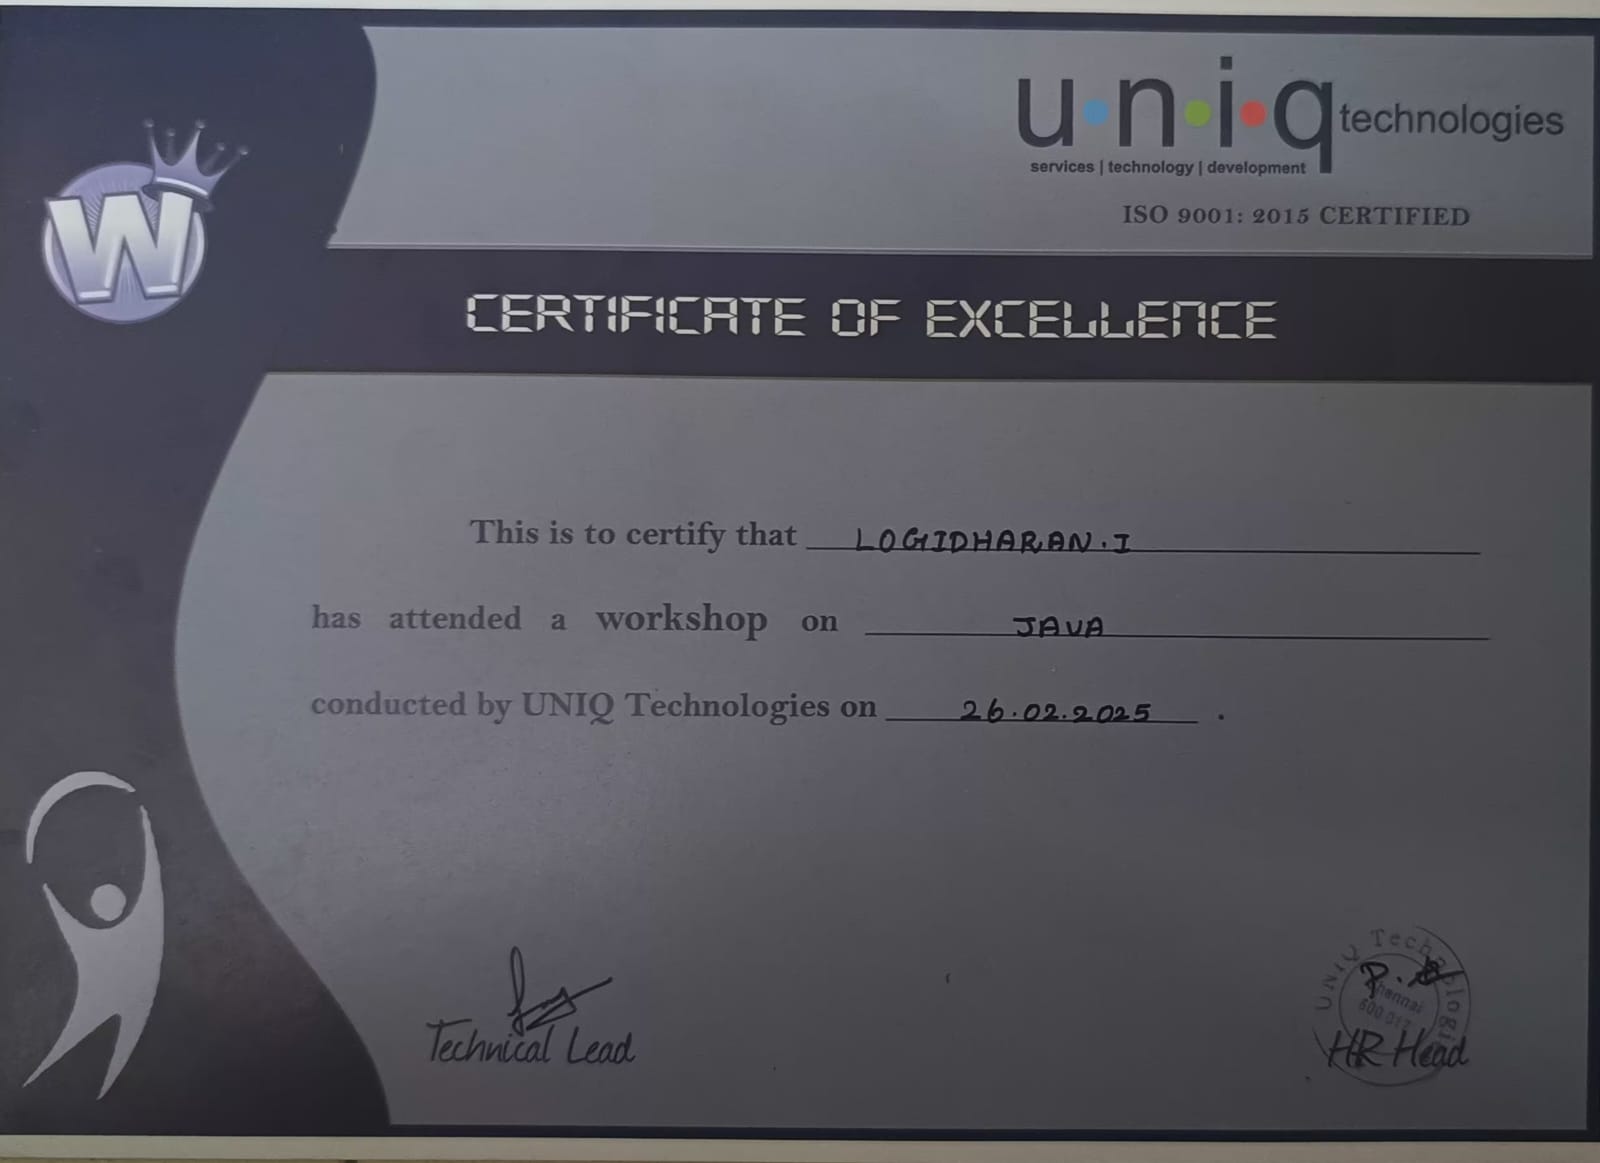 W
u·n·i·q technologies
services | technology | development
ISO 9001: 2015 CERTIFIED
CERTIFICATE OF EXCELLENCE
This is to certify that LOGIDHARAN.I
has attended a workshop on JAVA
conducted by UNIQ Technologies on 26.02.2025 .
Technical Lead
UNIQ Technologies
Chennai
600 017
HR Head